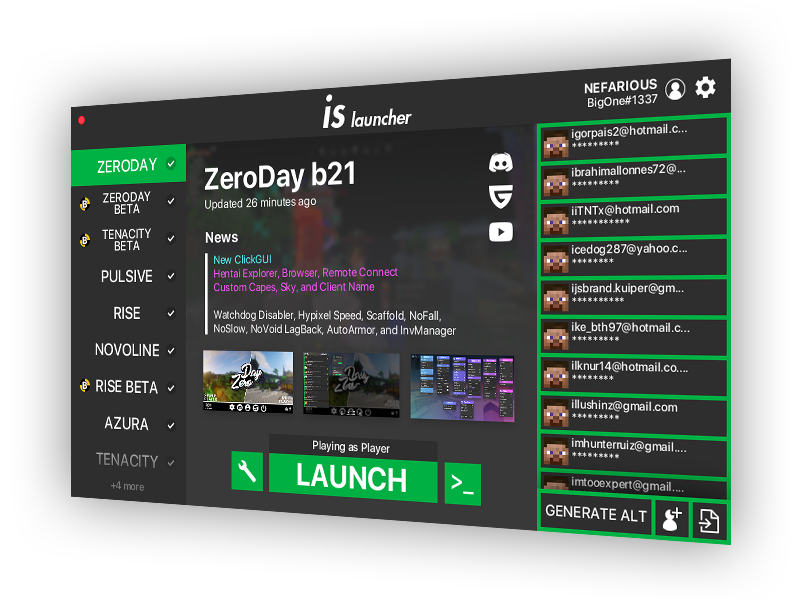 is launcher
NEFARIOUS
BigOne#1337
ZERODAY
ZERODAY
BETA
TENACITY
BETA
PULSIVE
RISE
NOVOLINE
RISE BETA
AZURA
TENACITY
+4 more
ZeroDay b21
Updated 26 minutes ago
News
New ClickGUI
Hentai Explorer, Browser, Remote Connect
Custom Capes, Sky, and Client Name
Watchdog Disabler, Hypixel Speed, Scaffold, NoFall,
NoSlow, NoVoid LagBack, AutoArmor, and InvManager
Day
Zero
Playing as Player
LAUNCH
>_
igorpais2@hotmail.c...
*********
ibrahimallonnes72@...
*********
iiTNTx@hotmail.com
***********
icedog287@yahoo.c...
********
ijsbrand.kuiper@gm...
**********
ike_bth97@hotmail.c...
*********
ilknur14@hotmail.co....
********
illushinz@gmail.com
********
imhunterruiz@gmail....
*********
imtooexpert@gmail....
GENERATE ALT